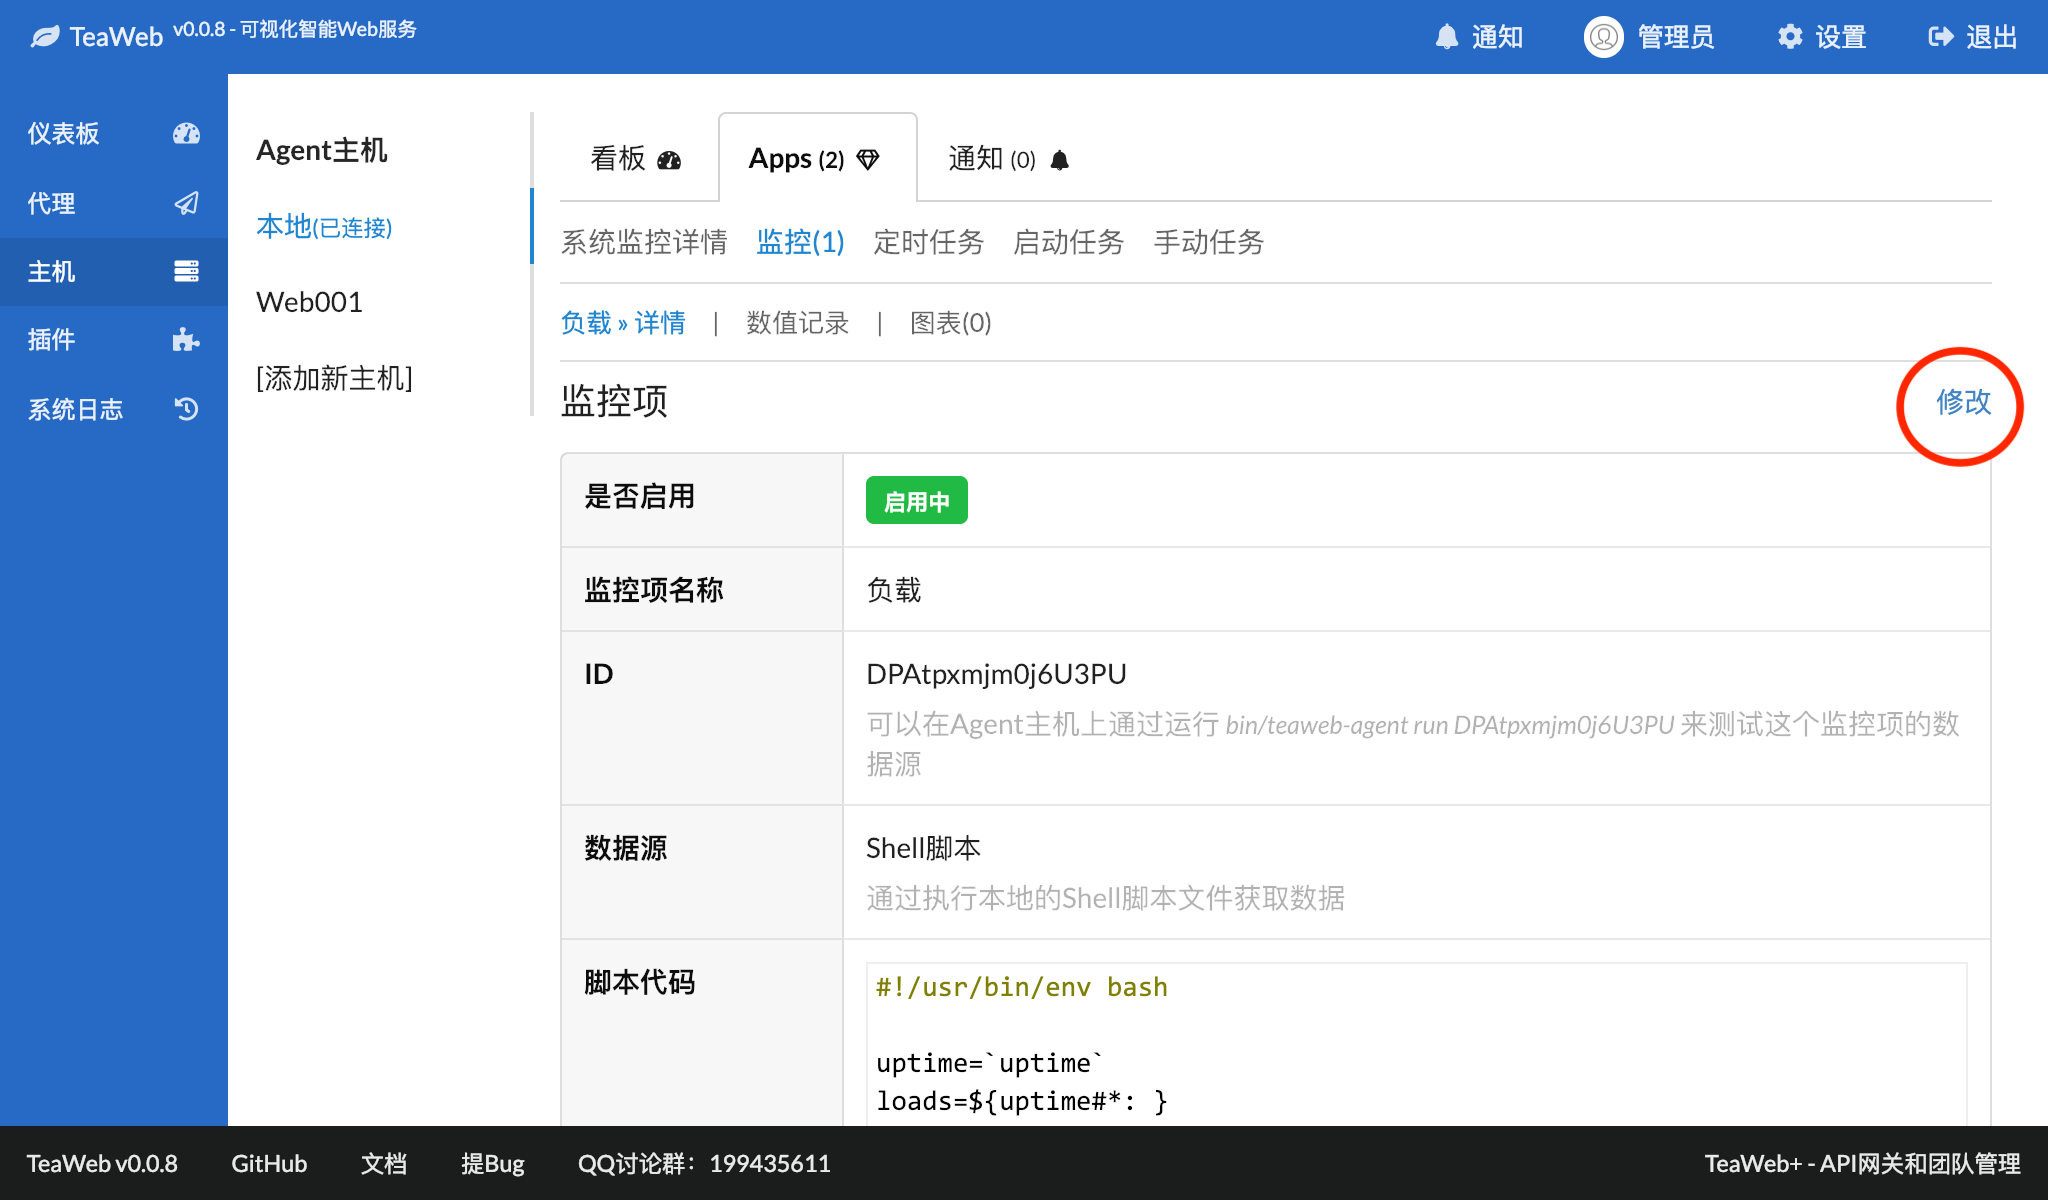 TeaWeb v0.0.8 - 可视化智能Web服务
通知 管理员 设置 退出
仪表板
代理
主机
插件
系统日志
Agent主机
本地(已连接)
Web001
[添加新主机]
看板 Apps (2) 通知 (0)
系统监控详情 监控(1) 定时任务 启动任务 手动任务
负载 » 详情 | 数值记录 | 图表(0)
监控项 修改
是否启用 启用中
监控项名称 负载
ID DPAtpxmjm0j6U3PU
可以在Agent主机上通过运行 bin/teaweb-agent run DPAtpxmjm0j6U3PU 来测试这个监控项的数
据源
数据源 Shell脚本
通过执行本地的Shell脚本文件获取数据
脚本代码 #!/usr/bin/env bash
uptime=`uptime`
loads=${uptime#*: }
TeaWeb v0.0.8 GitHub 文档 提Bug QQ讨论群：199435611 TeaWeb+ - API网关和团队管理